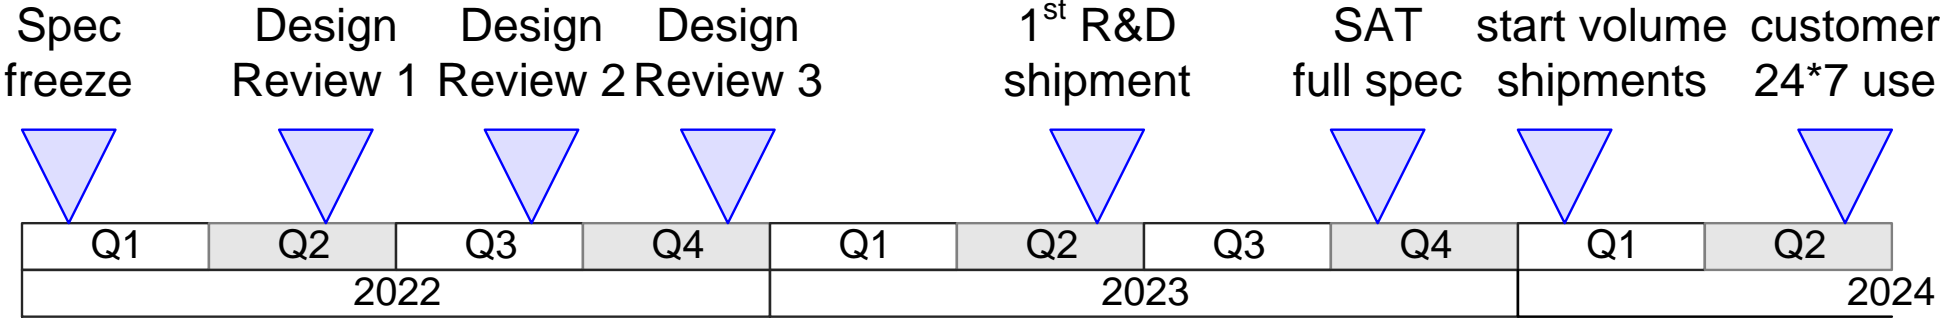 Spec
freeze
Design
Review 1
Design
Review 2
Design
Review 3
1st R&D
shipment
SAT
full spec
start volume
shipments
customer
24*7 use
Q1 Q2 Q3 Q4 Q1 Q2 Q3 Q4 Q1 Q2
2022 2023 2024